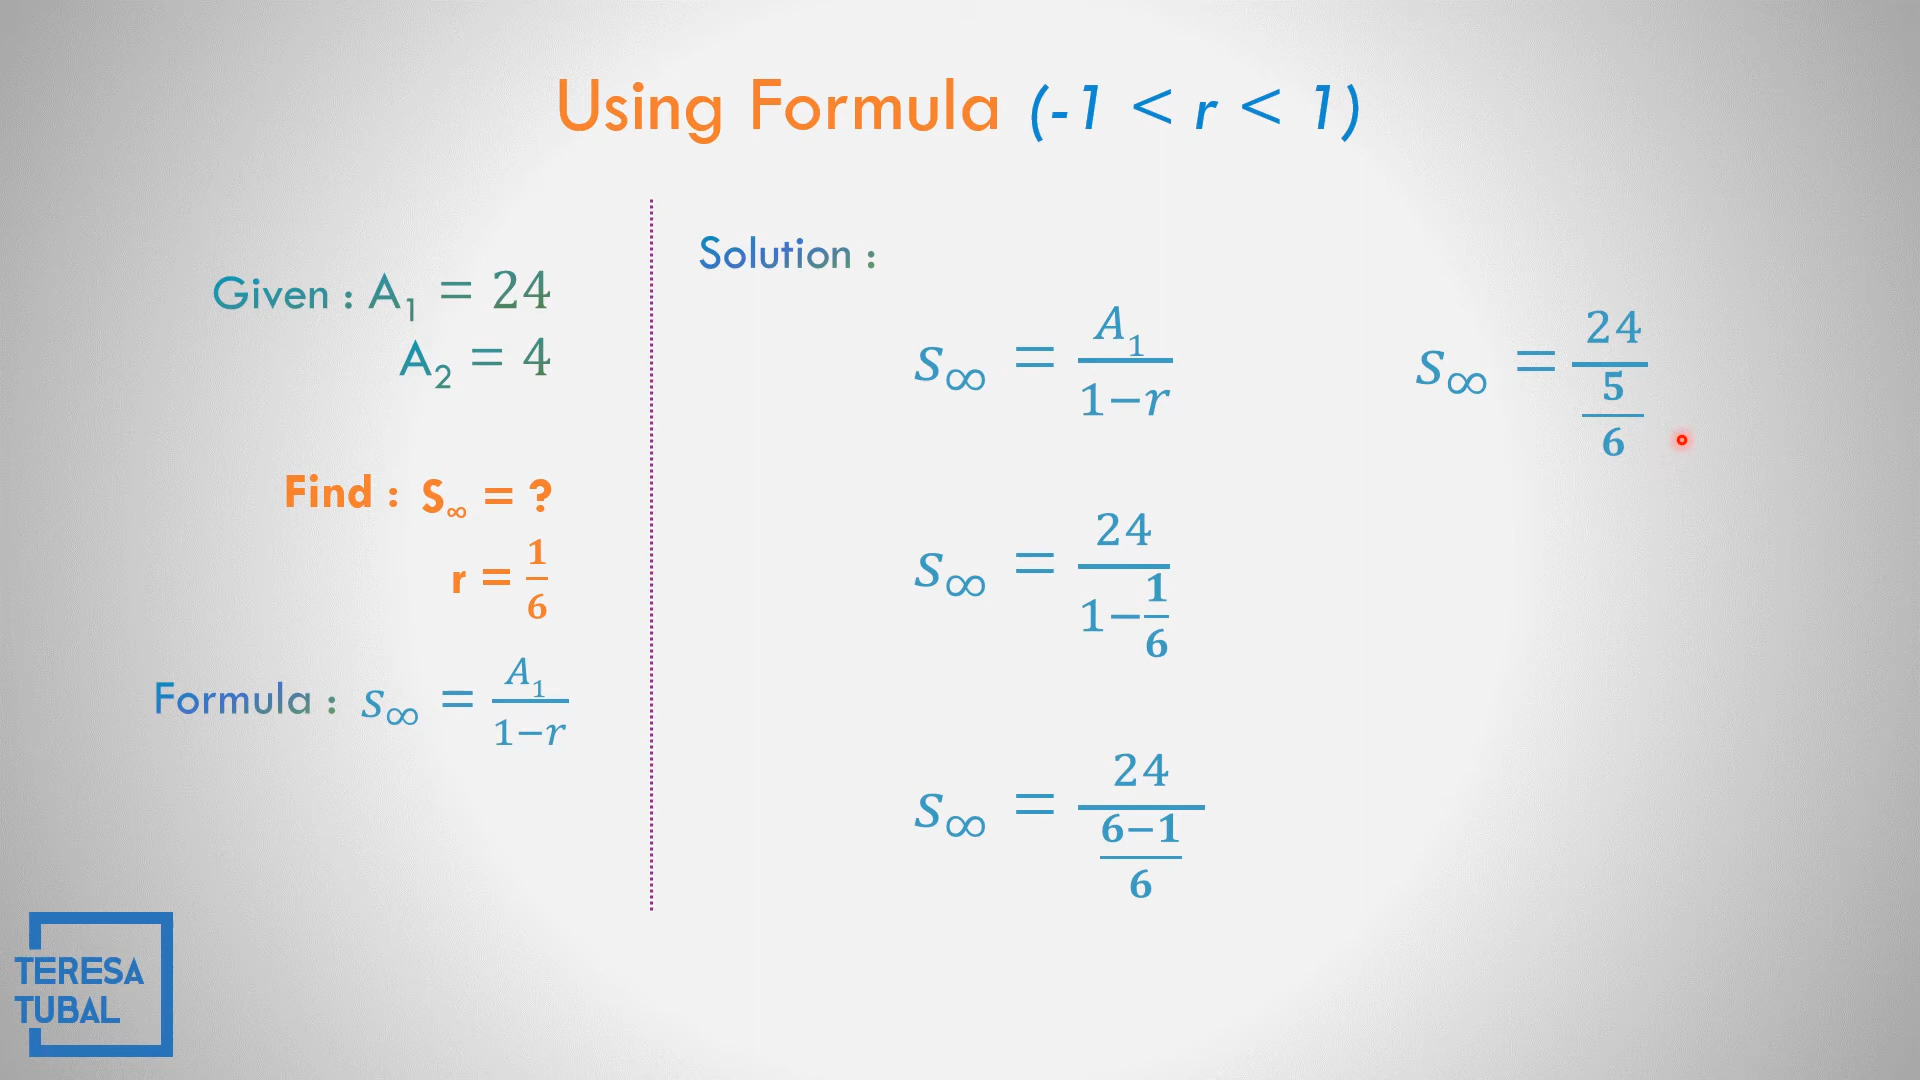 Using Formula (-1 < r < 1)
Given : A₁ = 24
A₂ = 4
Find : S∞ = ?
r = 1/6
Formula : s∞ = A₁/(1−r)
Solution :
s∞ = A₁/(1−r)
s∞ = 24/(1−1/6)
s∞ = 24/((6−1)/6)
s∞ = 24/(5/6)
TERESA
TUBAL